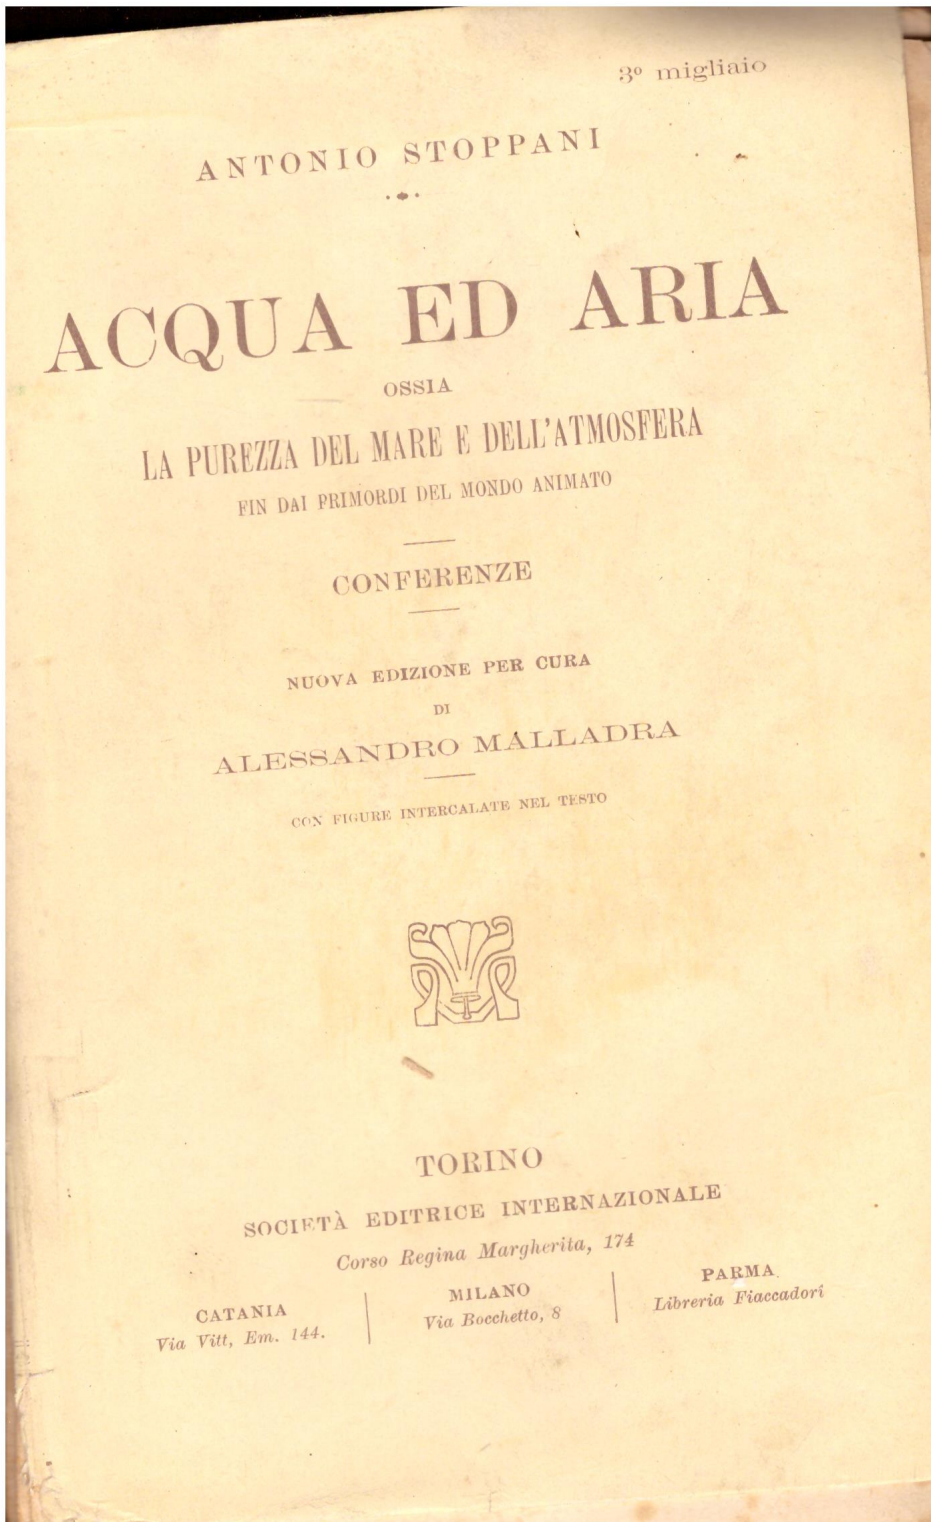 3º migliaio
ANTONIO STOPPANI
ACQUA ED ARIA
OSSIA
LA PUREZZA DEL MARE E DELL'ATMOSFERA
FIN DAI PRIMORDI DEL MONDO ANIMATO
CONFERENZE
NUOVA EDIZIONE PER CURA
DI
ALESSANDRO MALLADRA
CON FIGURE INTERCALATE NEL TESTO
TORINO
SOCIETÀ EDITRICE INTERNAZIONALE
Corso Regina Margherita, 174
CATANIA
Via Vitt, Em. 144.
MILANO
Via Bocchetto, 8
PARMA
Libreria Fiaccadori